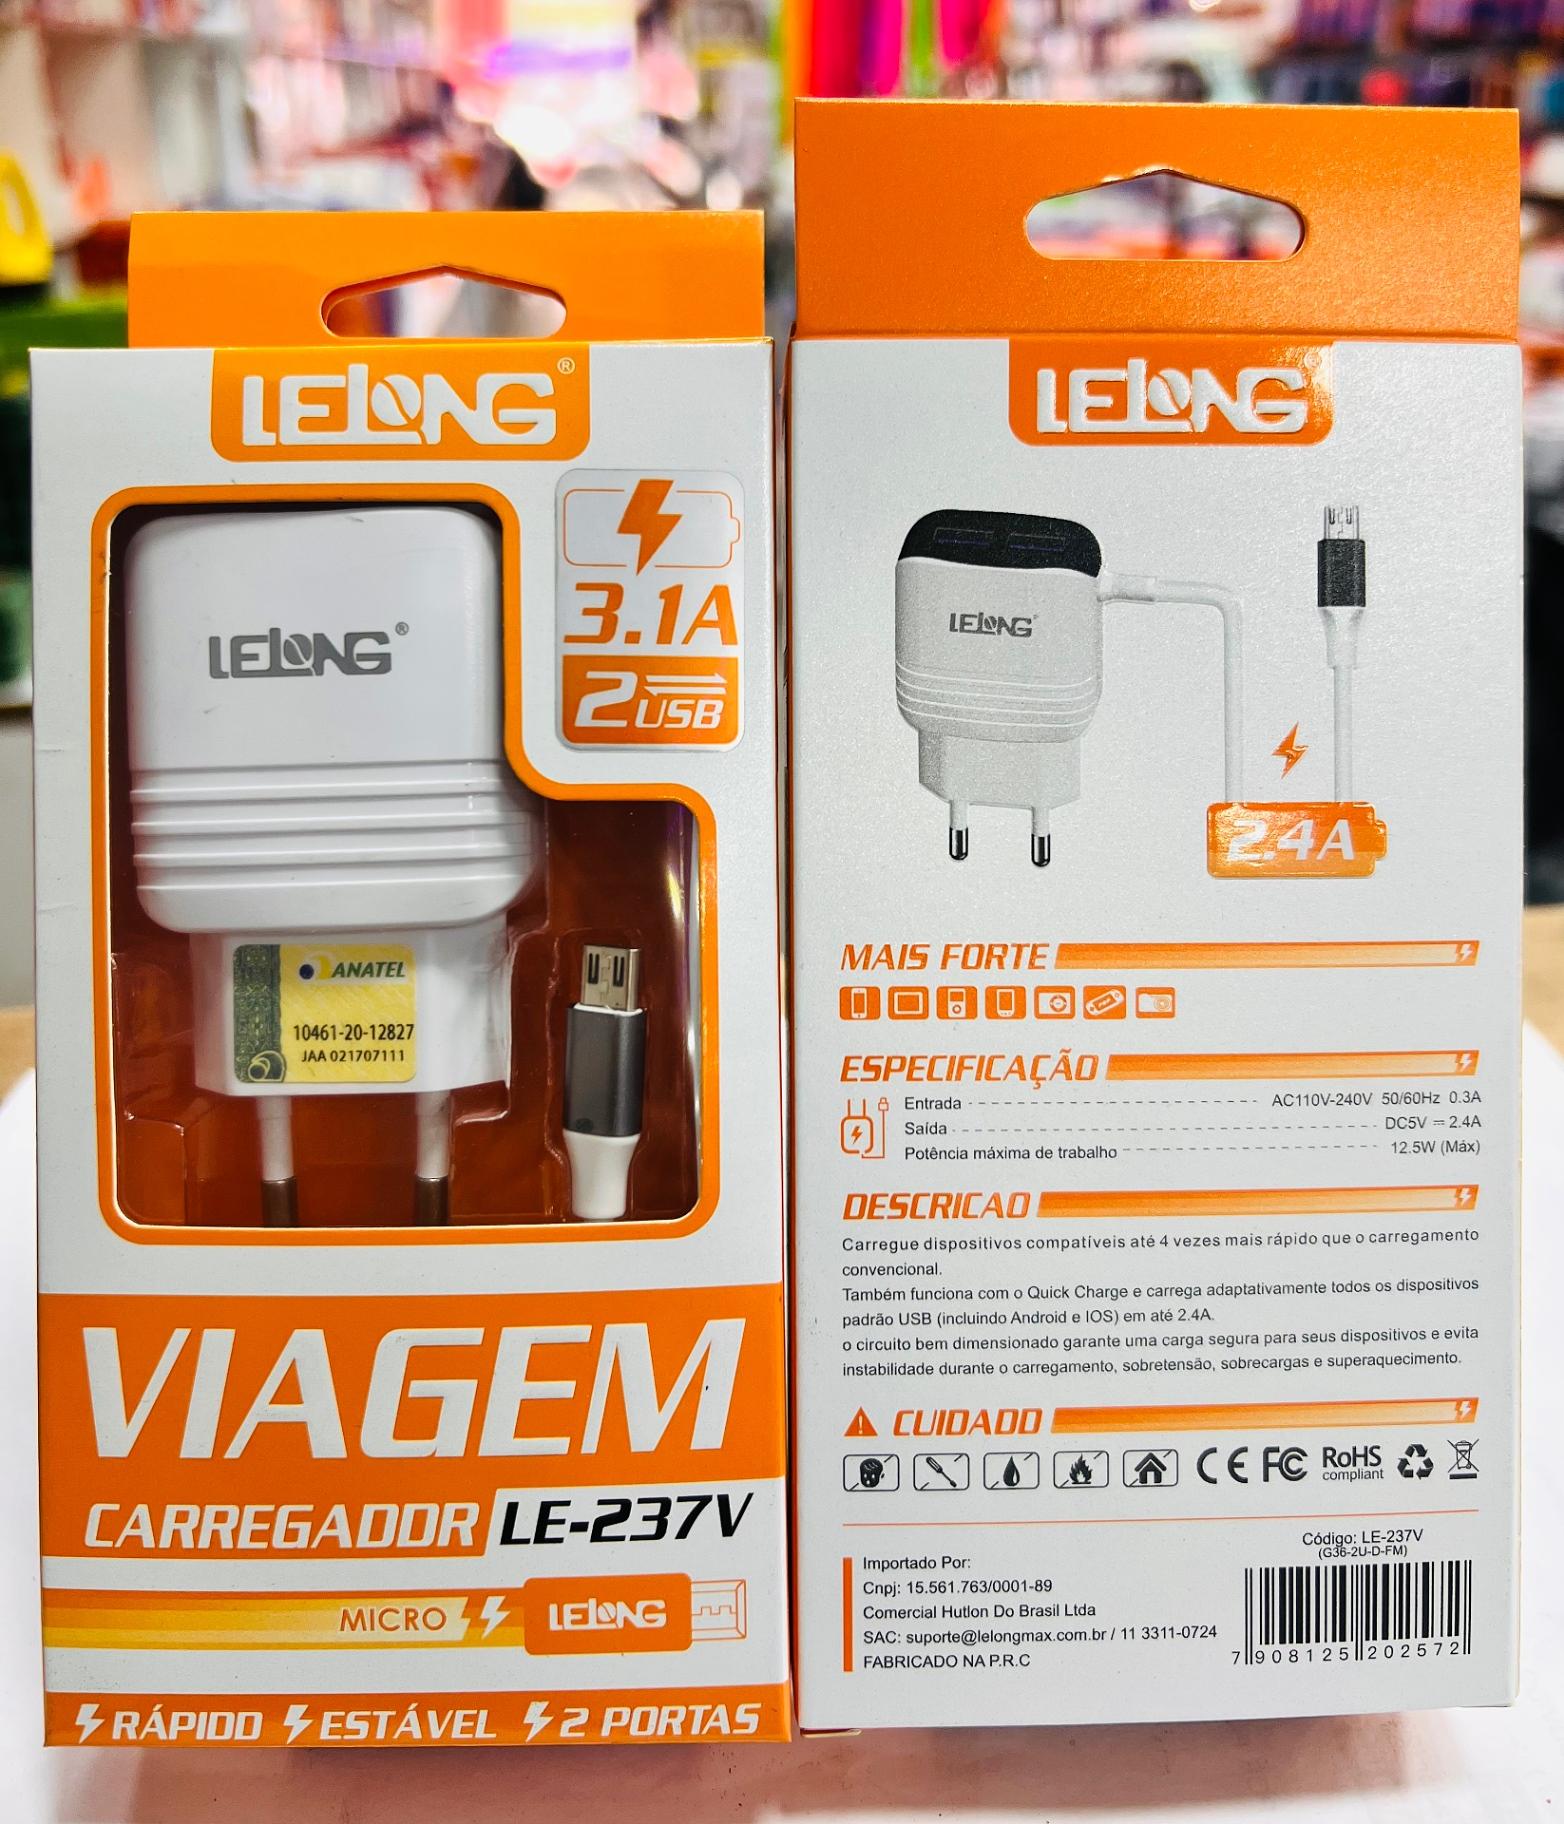 LELONG®
3.1A
2 USB
LELONG®
ANATEL
10461-20-12827
JAA 021707111
VIAGEM
CARREGADOR LE-237V
MICRO LELONG
RÁPIDO ESTÁVEL 2 PORTAS
LELONG®
LELONG®
2.4A
MAIS FORTE
ESPECIFICAÇÃO
Entrada AC110V-240V 50/60Hz 0.3A
Saída DC5V⎓2.4A
Potência máxima de trabalho 12.5W (Máx)
DESCRICAO
Carregue dispositivos compatíveis até 4 vezes mais rápido que o carregamento
convencional.
Também funciona com o Quick Charge e carrega adaptativamente todos os dispositivos
padrão USB (incluindo Android e IOS) em até 2.4A.
o circuito bem dimensionado garante uma carga segura para seus dispositivos e evita
instabilidade durante o carregamento, sobretensão, sobrecargas e superaquecimento.
CUIDADO
CE FC RoHS
compliant
Código: LE-237V
(G36-2U-D-FM)
Importado Por:
Cnpj: 15.561.763/0001-89
Comercial Hutlon Do Brasil Ltda
SAC: suporte@lelongmax.com.br / 11 3311-0724
FABRICADO NA P.R.C
7 908125 202572